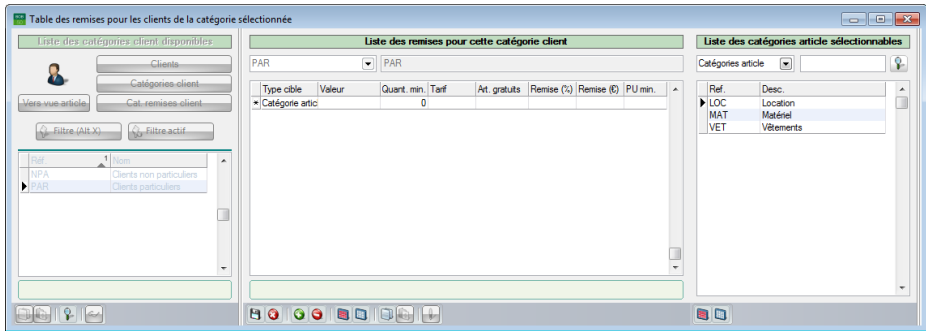 Table des remises pour les clients de la catégorie sélectionnée
Liste des catégories client disponibles
Clients
Catégories client
Vers vue article
Cat. remises client
Filtre (Alt X)
Filtre actif
Réf. 1 Nom
NPA Clients non particuliers
PAR Clients particuliers
Liste des remises pour cette catégorie client
PAR PAR
Type cible Valeur Quant. min. Tarif Art. gratuits Remise (%) Remise (€) PU min.
* Catégorie artic 0
Liste des catégories article sélectionnables
Catégories article
Ref. Desc.
LOC Location
MAT Matériel
VET Vêtements